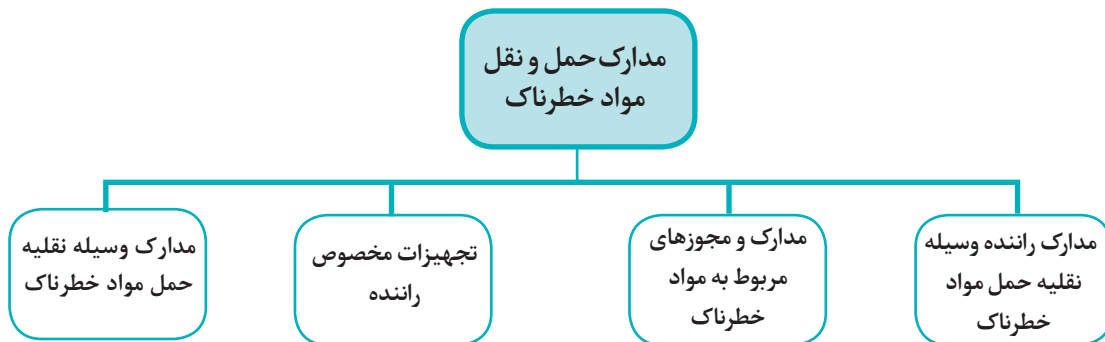 مدارک حمل و نقل
مواد خطرناک
مدارک راننده وسیله
نقلیه حمل مواد
خطرناک
مدارک و مجوزهای
مربوط به مواد
خطرناک
تجهیزات مخصوص
راننده
مدارک وسیله نقلیه
حمل مواد خطرناک